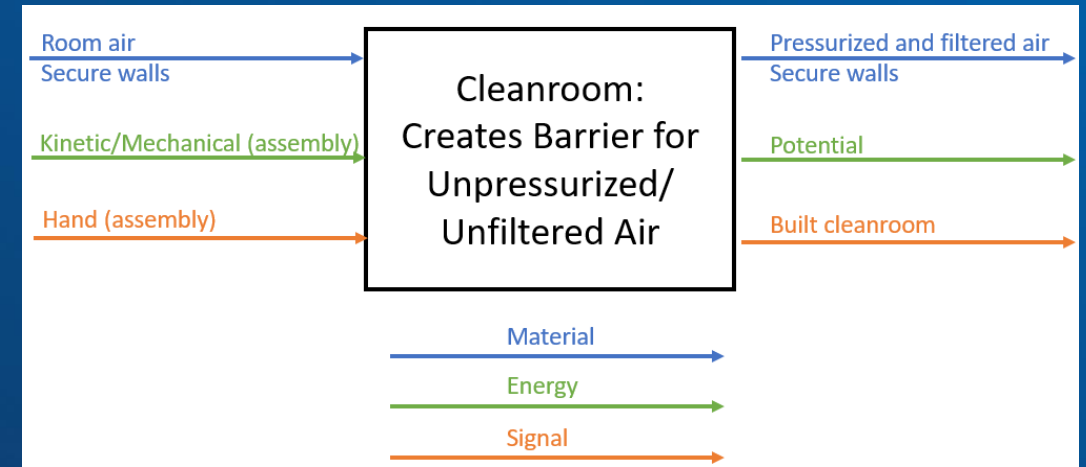 Room air
Secure walls
Kinetic/Mechanical (assembly)
Hand (assembly)
Cleanroom:
Creates Barrier for
Unpressurized/
Unfiltered Air
Pressurized and filtered air
Secure walls
Potential
Built cleanroom
Material
Energy
Signal